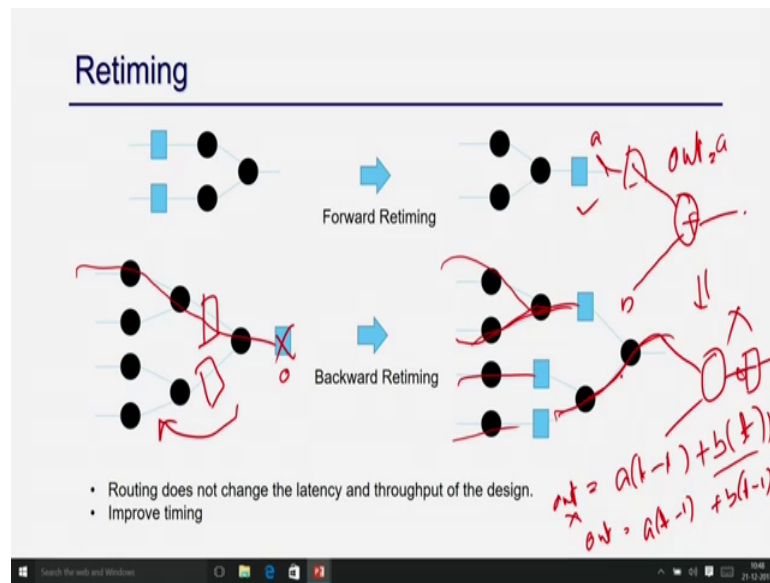 Retiming
a
out = a
Forward Retiming
b
0
Backward Retiming
• Routing does not change the latency and throughput of the design.
• Improve timing
out = a(t-1) + b(t)
out = a(t-1) + b(t-1)
Search the web and Windows
10:48